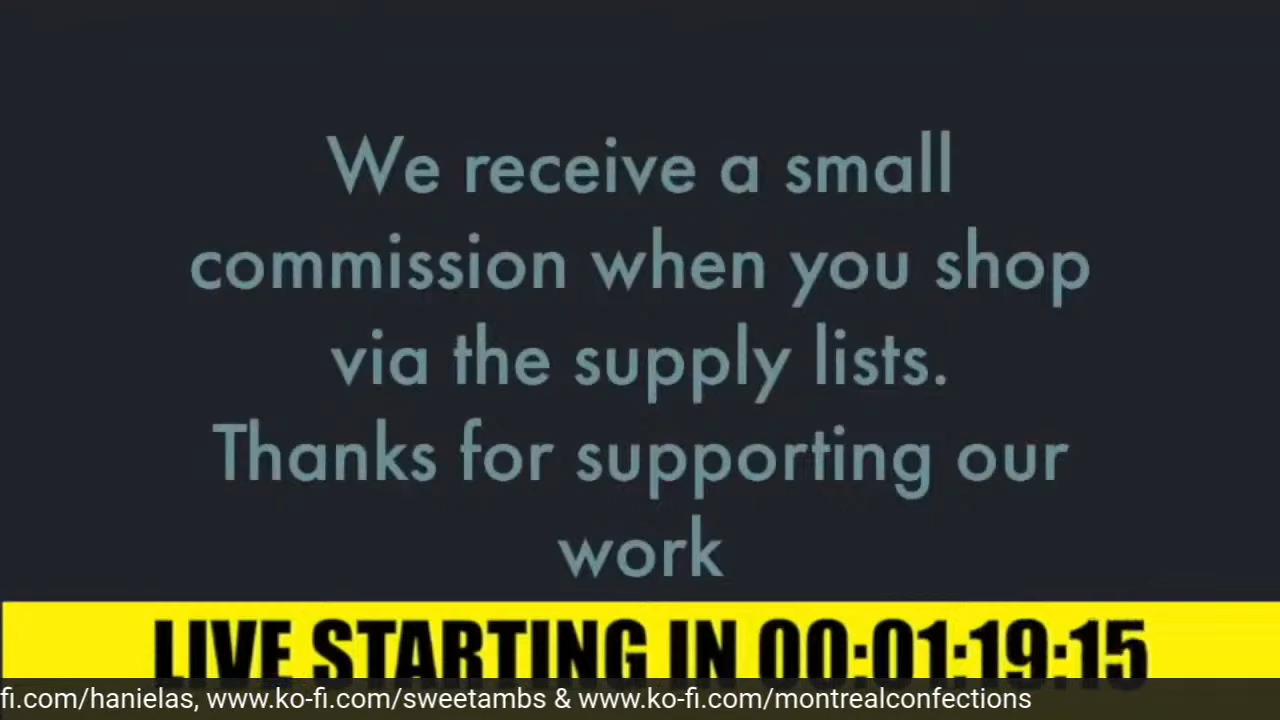 We receive a small
commission when you shop
via the supply lists.
Thanks for supporting our
work
LIVE STARTING IN 00:01:19:15
fi.com/hanielas, www.ko-fi.com/sweetambs & www.ko-fi.com/montrealconfections